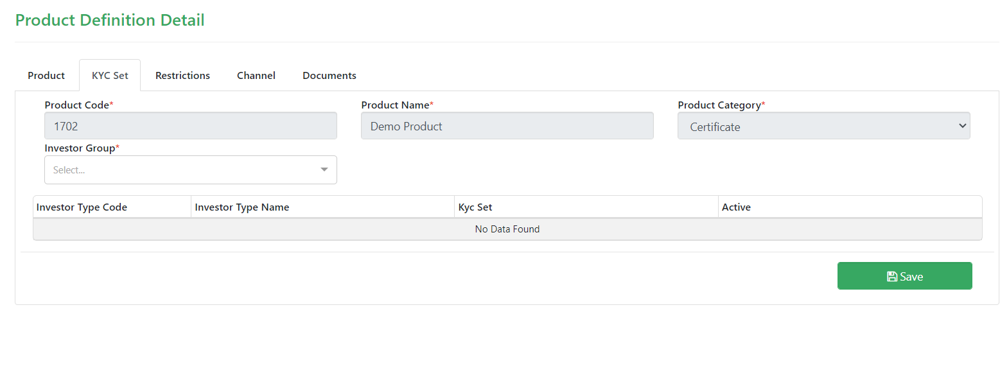 Product Definition Detail
Product KYC Set Restrictions Channel Documents
Product Code* Product Name* Product Category*
1702 Demo Product Certificate
Investor Group*
Select...
Investor Type Code Investor Type Name Kyc Set Active
No Data Found
Save